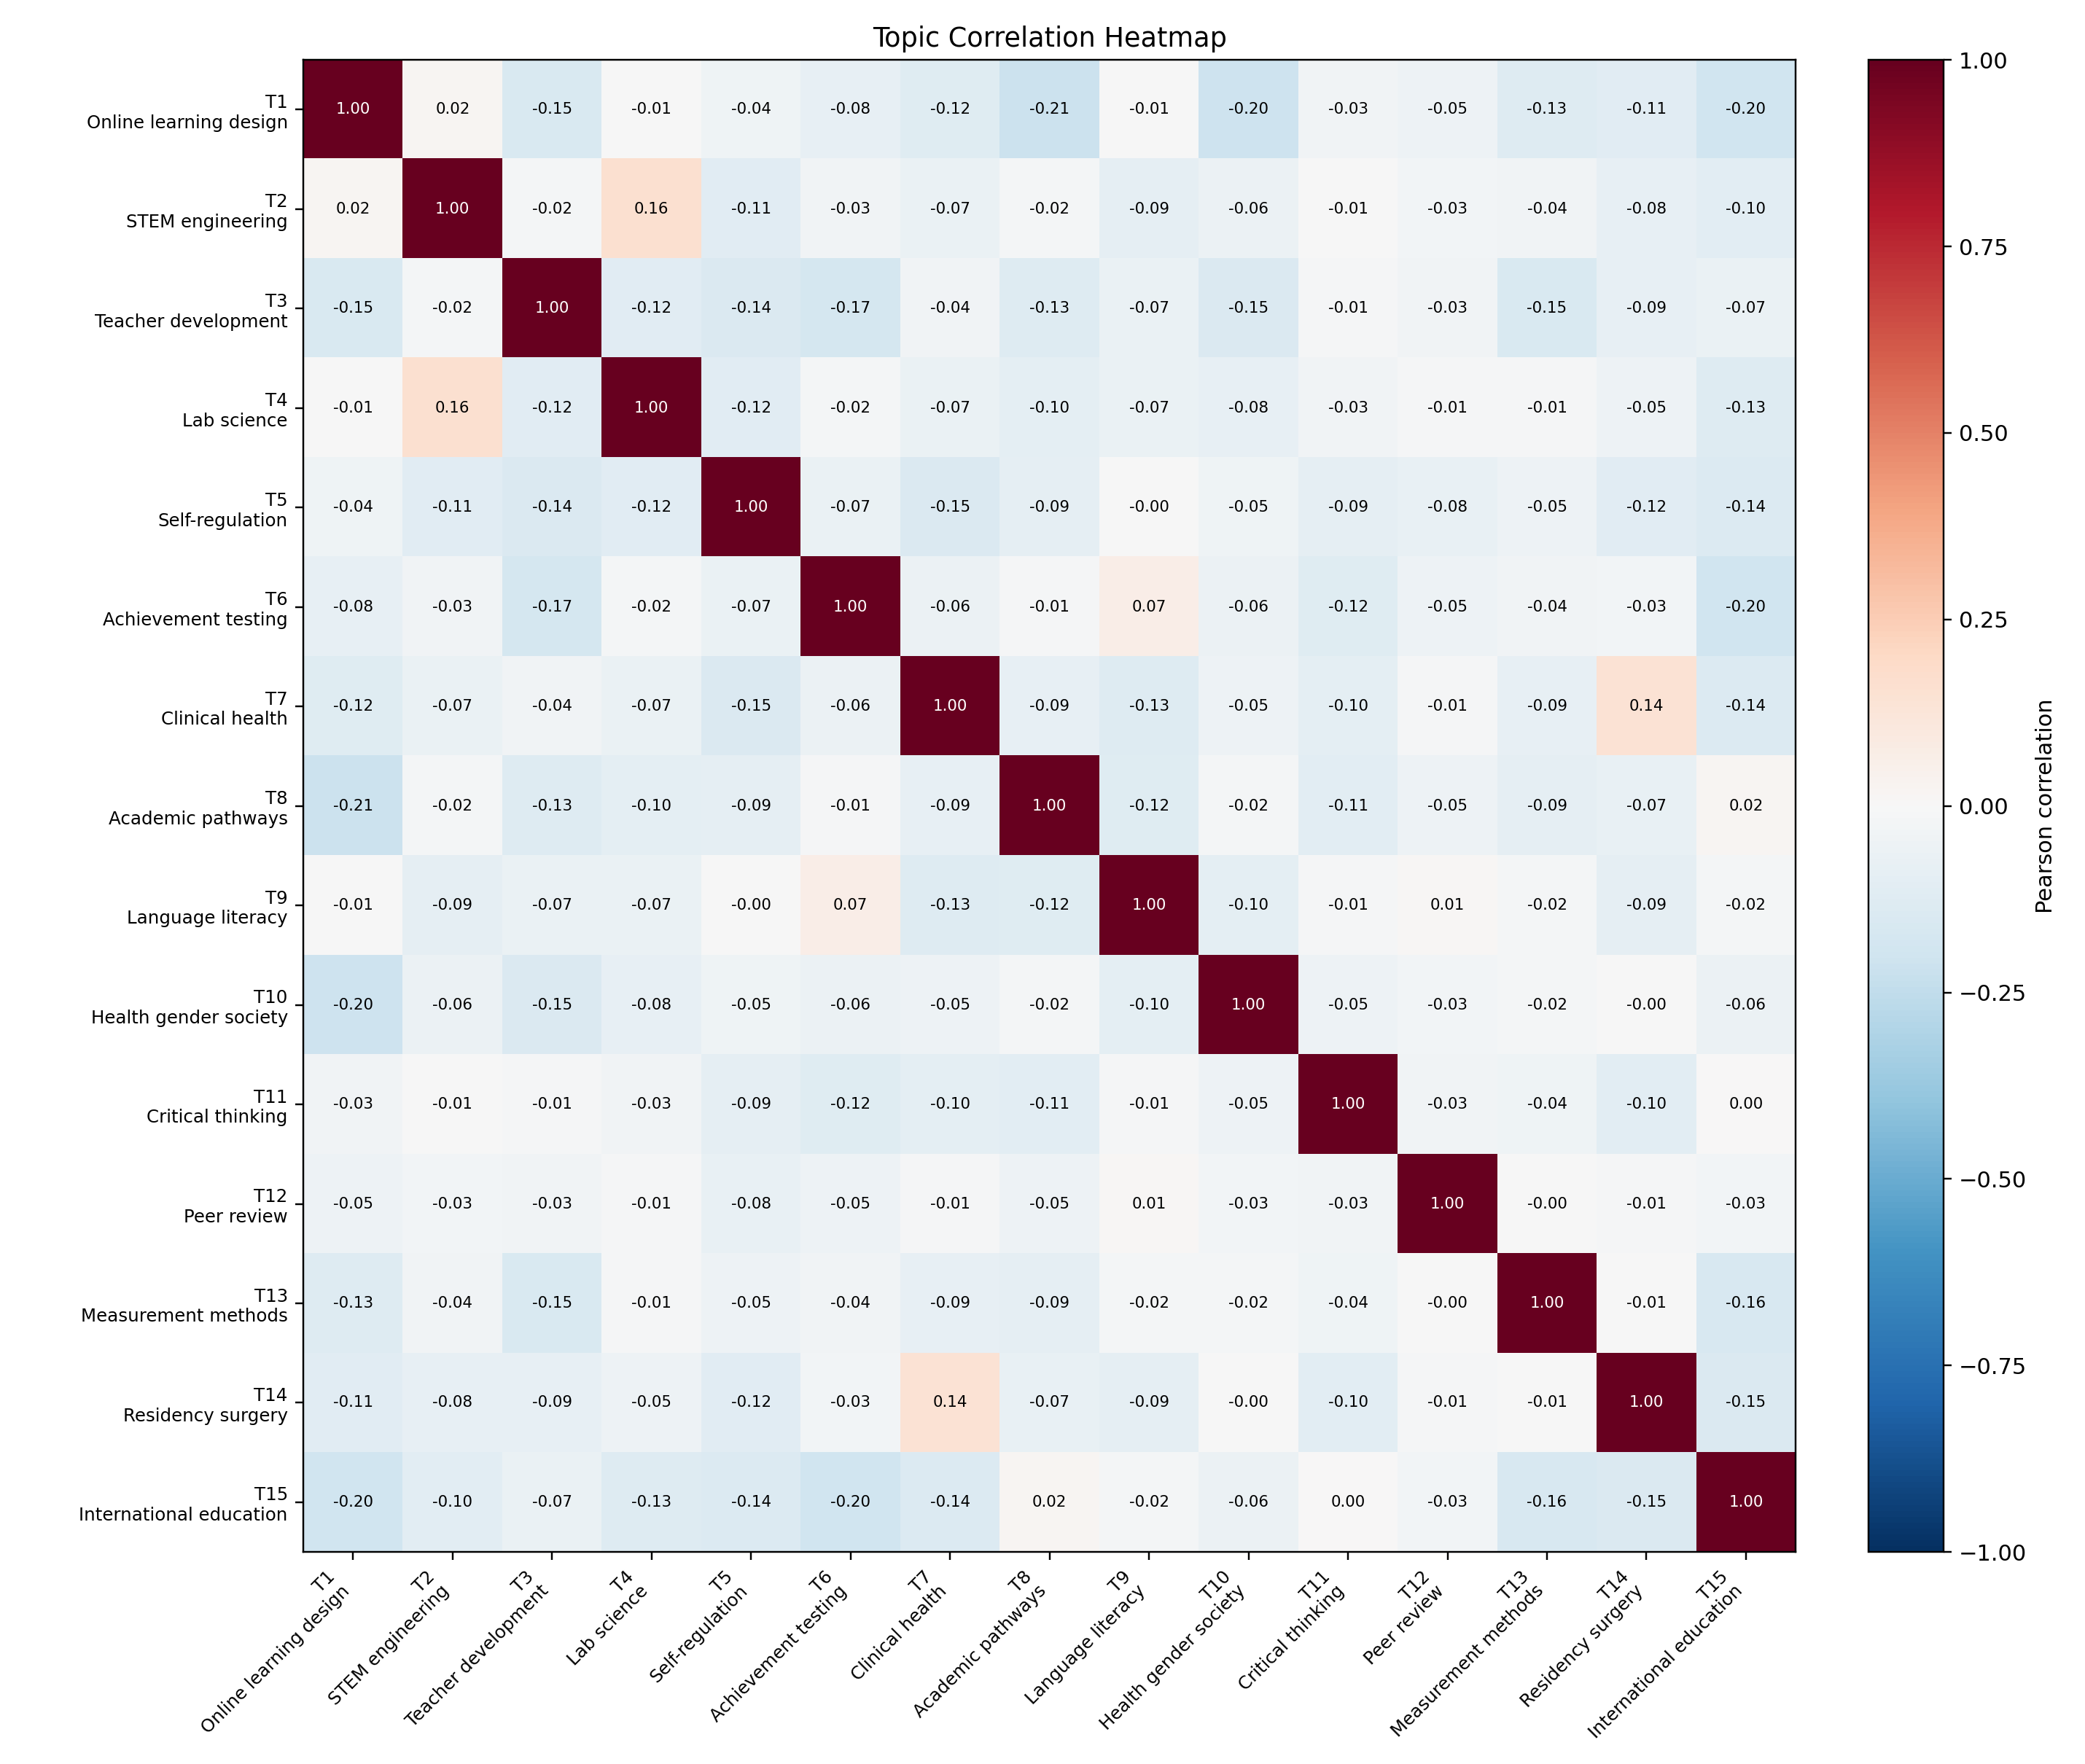 Topic Correlation Heatmap
T1
Online learning design
1.00 0.02 -0.15 -0.01 -0.04 -0.08 -0.12 -0.21 -0.01 -0.20 -0.03 -0.05 -0.13 -0.11 -0.20
T2
STEM engineering
0.02 1.00 -0.02 0.16 -0.11 -0.03 -0.07 -0.02 -0.09 -0.06 -0.01 -0.03 -0.04 -0.08 -0.10
T3
Teacher development
-0.15 -0.02 1.00 -0.12 -0.14 -0.17 -0.04 -0.13 -0.07 -0.15 -0.01 -0.03 -0.15 -0.09 -0.07
T4
Lab science
-0.01 0.16 -0.12 1.00 -0.12 -0.02 -0.07 -0.10 -0.07 -0.08 -0.03 -0.01 -0.01 -0.05 -0.13
T5
Self-regulation
-0.04 -0.11 -0.14 -0.12 1.00 -0.07 -0.15 -0.09 -0.00 -0.05 -0.09 -0.08 -0.05 -0.12 -0.14
T6
Achievement testing
-0.08 -0.03 -0.17 -0.02 -0.07 1.00 -0.06 -0.01 0.07 -0.06 -0.12 -0.05 -0.04 -0.03 -0.20
T7
Clinical health
-0.12 -0.07 -0.04 -0.07 -0.15 -0.06 1.00 -0.09 -0.13 -0.05 -0.10 -0.01 -0.09 0.14 -0.14
T8
Academic pathways
-0.21 -0.02 -0.13 -0.10 -0.09 -0.01 -0.09 1.00 -0.12 -0.02 -0.11 -0.05 -0.09 -0.07 0.02
T9
Language literacy
-0.01 -0.09 -0.07 -0.07 -0.00 0.07 -0.13 -0.12 1.00 -0.10 -0.01 0.01 -0.02 -0.09 -0.02
T10
Health gender society
-0.20 -0.06 -0.15 -0.08 -0.05 -0.06 -0.05 -0.02 -0.10 1.00 -0.05 -0.03 -0.02 -0.00 -0.06
T11
Critical thinking
-0.03 -0.01 -0.01 -0.03 -0.09 -0.12 -0.10 -0.11 -0.01 -0.05 1.00 -0.03 -0.04 -0.10 0.00
T12
Peer review
-0.05 -0.03 -0.03 -0.01 -0.08 -0.05 -0.01 -0.05 0.01 -0.03 -0.03 1.00 -0.00 -0.01 -0.03
T13
Measurement methods
-0.13 -0.04 -0.15 -0.01 -0.05 -0.04 -0.09 -0.09 -0.02 -0.02 -0.04 -0.00 1.00 -0.01 -0.16
T14
Residency surgery
-0.11 -0.08 -0.09 -0.05 -0.12 -0.03 0.14 -0.07 -0.09 -0.00 -0.10 -0.01 -0.01 1.00 -0.15
T15
International education
-0.20 -0.10 -0.07 -0.13 -0.14 -0.20 -0.14 0.02 -0.02 -0.06 0.00 -0.03 -0.16 -0.15 1.00
T1
Online learning design
T2
STEM engineering
T3
Teacher development
T4
Lab science
T5
Self-regulation
T6
Achievement testing
T7
Clinical health
T8
Academic pathways
T9
Language literacy
T10
Health gender society
T11
Critical thinking
T12
Peer review
T13
Measurement methods
T14
Residency surgery
T15
International education
1.00
0.75
0.50
0.25
0.00
−0.25
−0.50
−0.75
−1.00
Pearson correlation